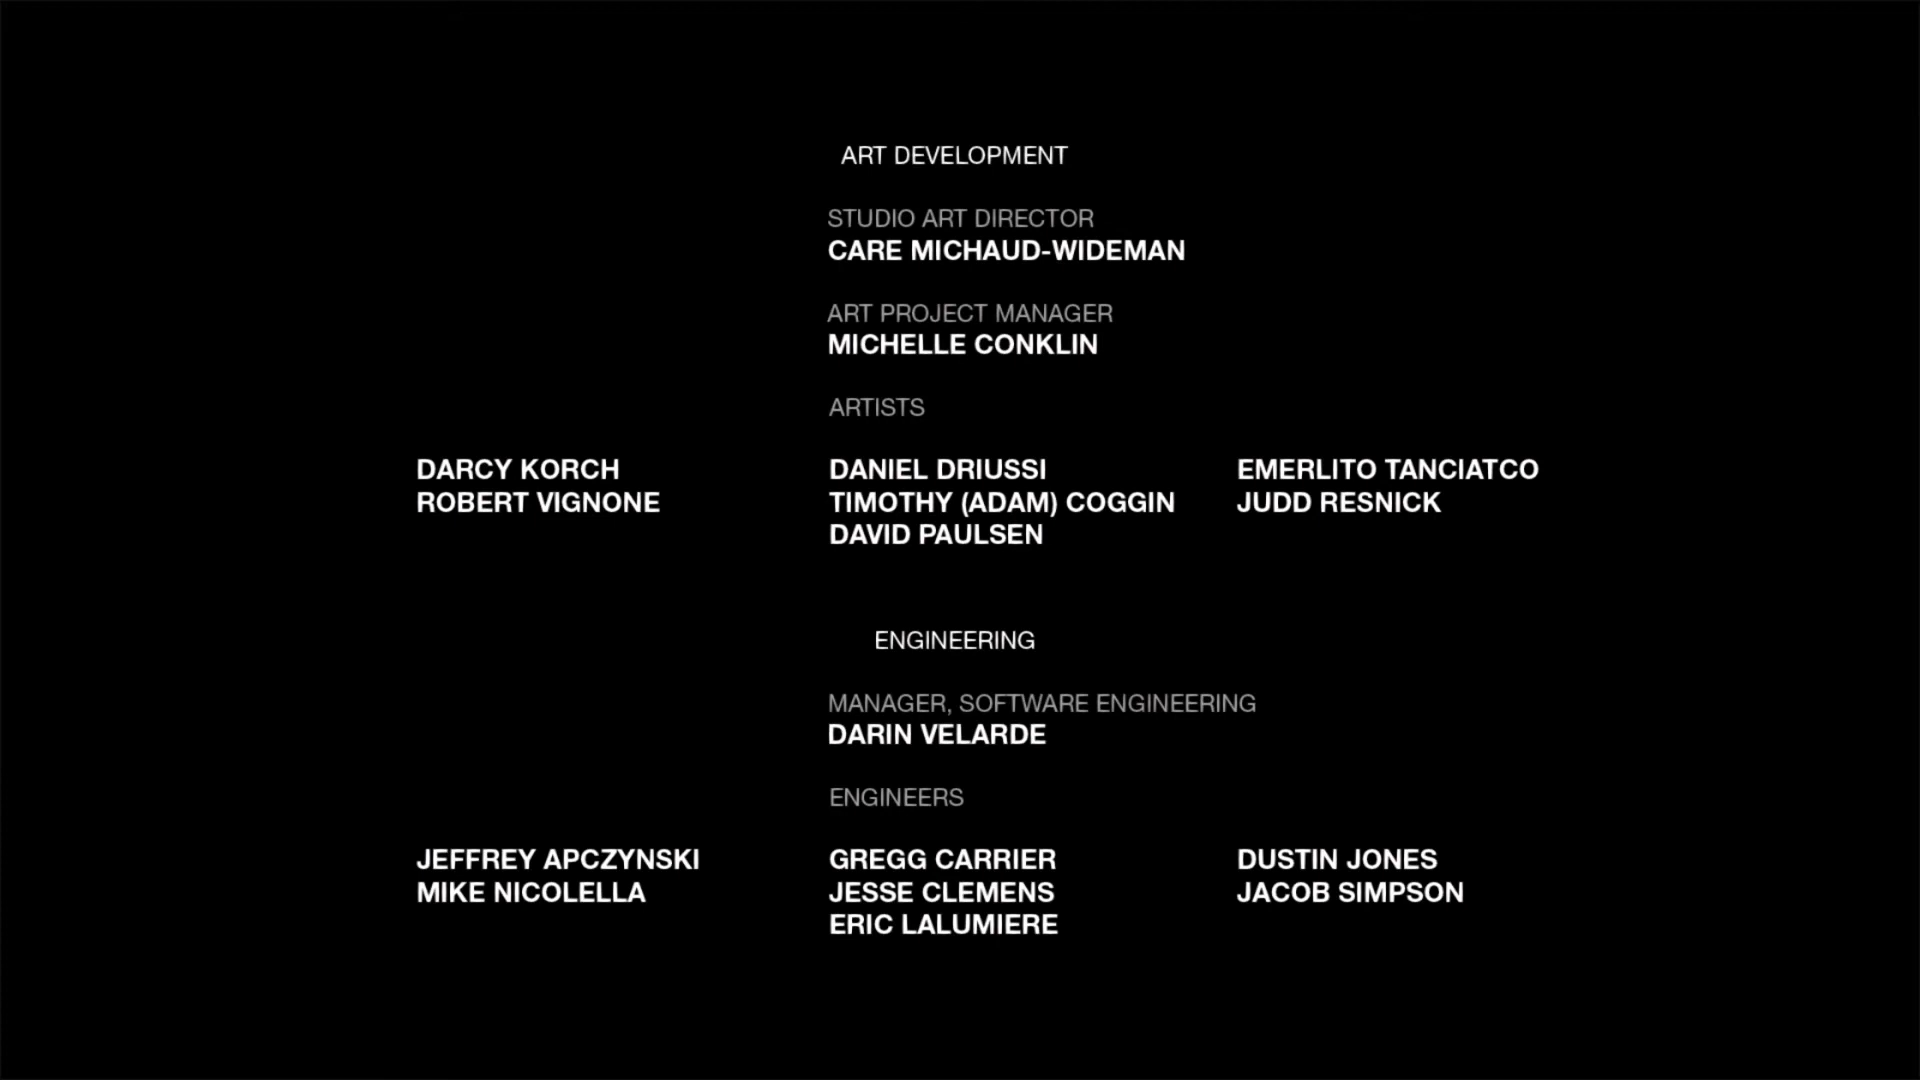 ART DEVELOPMENT
STUDIO ART DIRECTOR
CARE MICHAUD-WIDEMAN
ART PROJECT MANAGER
MICHELLE CONKLIN
ARTISTS
DARCY KORCH DANIEL DRIUSSI EMERLITO TANCIATCO
ROBERT VIGNONE TIMOTHY (ADAM) COGGIN JUDD RESNICK
DAVID PAULSEN
ENGINEERING
MANAGER, SOFTWARE ENGINEERING
DARIN VELARDE
ENGINEERS
JEFFREY APCZYNSKI GREGG CARRIER DUSTIN JONES
MIKE NICOLELLA JESSE CLEMENS JACOB SIMPSON
ERIC LALUMIERE